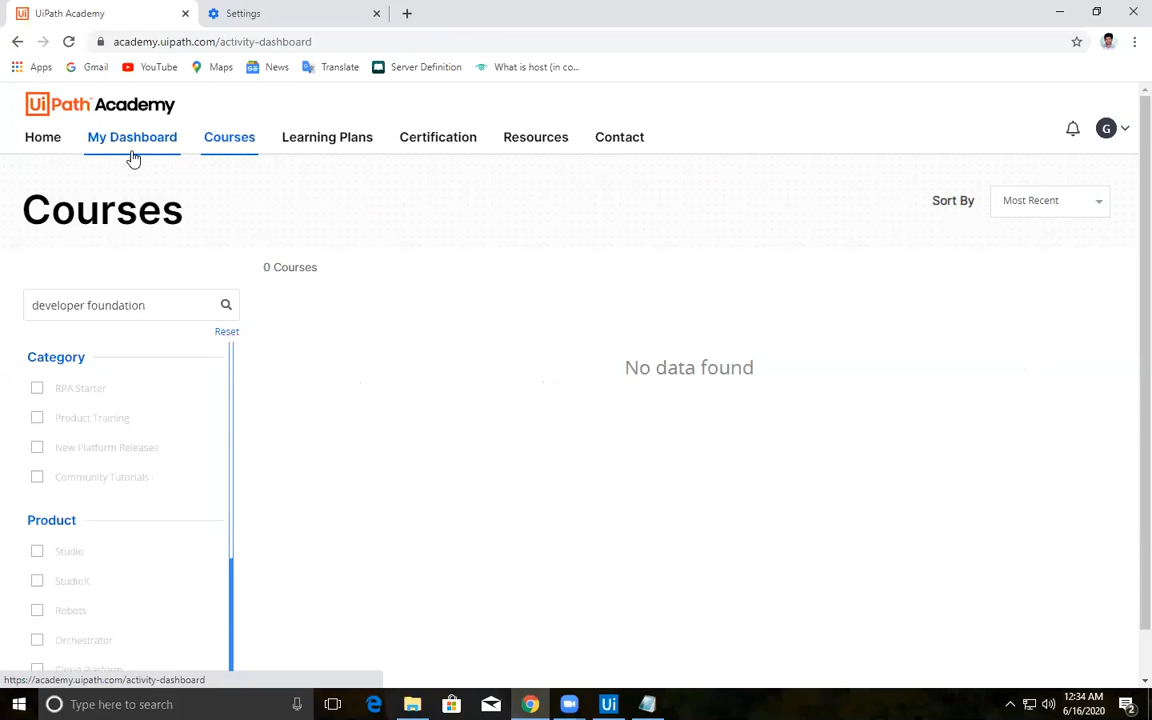 UiPath Academy
Settings
academy.uipath.com/activity-dashboard
Apps
Gmail
YouTube
Maps
News
Translate
Server Definition
What is host (in co...
UiPath Academy
Home
My Dashboard
Courses
Learning Plans
Certification
Resources
Contact
G
Courses
Sort By
Most Recent
0 Courses
developer foundation
Reset
No data found
Category
RPA Starter
Product Training
New Platform Releases
Community Tutorials
Product
Studio
StudioX
Robots
Orchestrator
Cloud Platform
https://academy.uipath.com/activity-dashboard
Type here to search
Ui
12:34 AM
6/16/2020
2